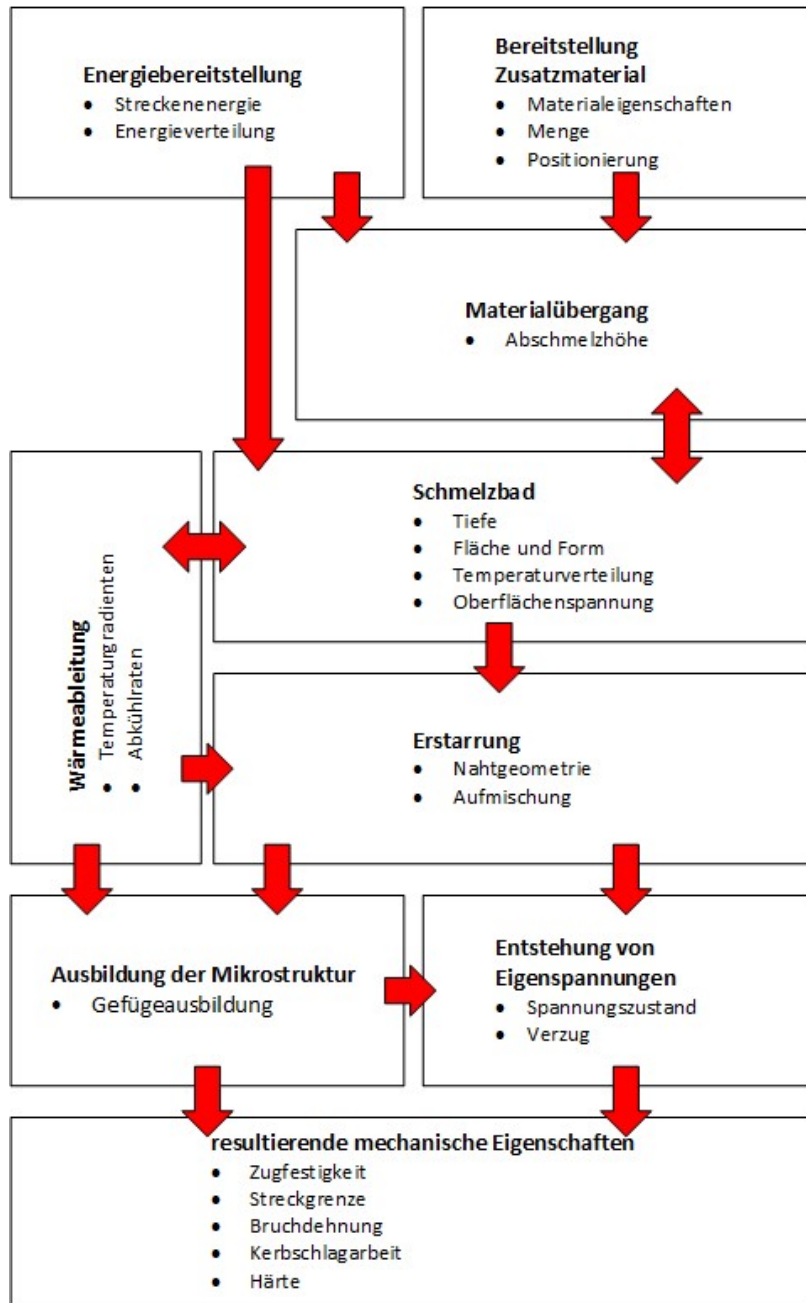 Energiebereitstellung
• Streckenenergie
• Energieverteilung
Bereitstellung
Zusatzmaterial
• Materialeigenschaften
• Menge
• Positionierung
Materialübergang
• Abschmelzhöhe
Schmelzbad
• Tiefe
• Fläche und Form
• Temperaturverteilung
• Oberflächenspannung
Wärmeableitung
• Temperaturgradienten
• Abkühlraten
Erstarrung
• Nahtgeometrie
• Aufmischung
Ausbildung der Mikrostruktur
• Gefügeausbildung
Entstehung von
Eigenspannungen
• Spannungszustand
• Verzug
resultierende mechanische Eigenschaften
• Zugfestigkeit
• Streckgrenze
• Bruchdehnung
• Kerbschlagarbeit
• Härte